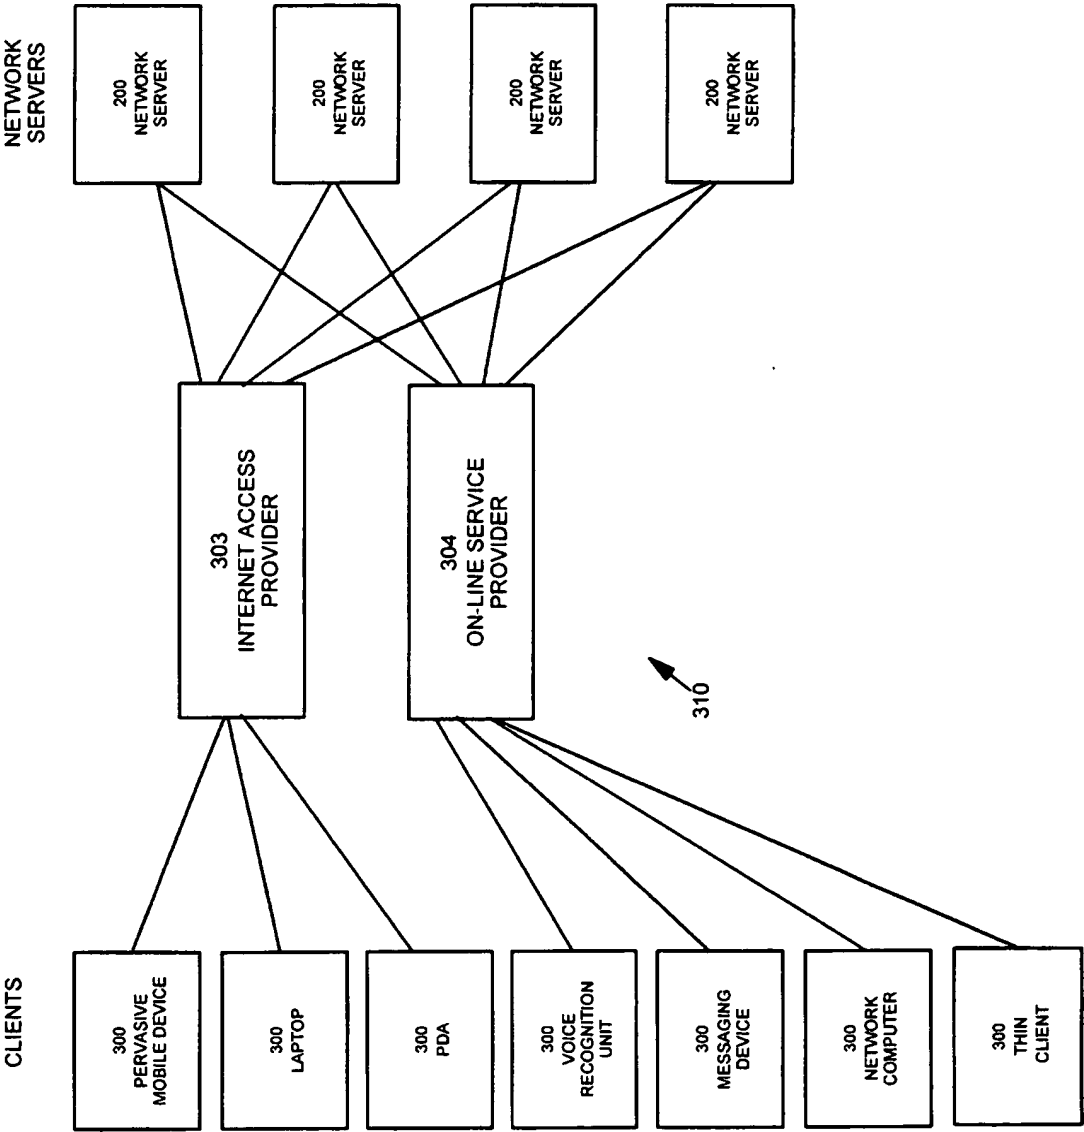 CLIENTS
300
PERVASIVE
MOBILE DEVICE
300
LAPTOP
300
PDA
300
VOICE
RECOGNITION
UNIT
300
MESSAGING
DEVICE
300
NETWORK
COMPUTER
300
THIN
CLIENT
303
INTERNET ACCESS
PROVIDER
304
ON-LINE SERVICE
PROVIDER
310
NETWORK
SERVERS
200
NETWORK
SERVER
200
NETWORK
SERVER
200
NETWORK
SERVER
200
NETWORK
SERVER